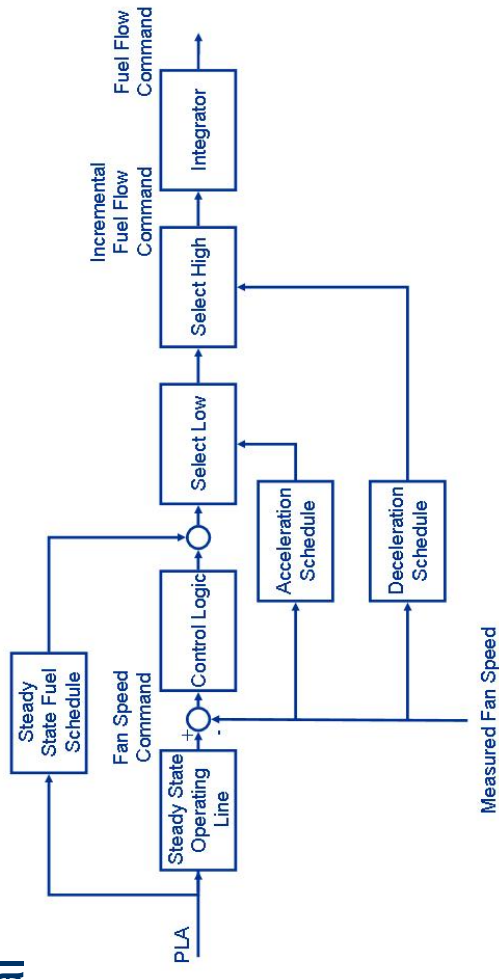 al
PLA
Steady
State Fuel
Schedule
Steady State
Operating
Line
Fan Speed
Command
+
-
Control Logic
Select Low
Select High
Incremental
Fuel Flow
Command
Integrator
Fuel Flow
Command
Acceleration
Schedule
Deceleration
Schedule
Measured Fan Speed